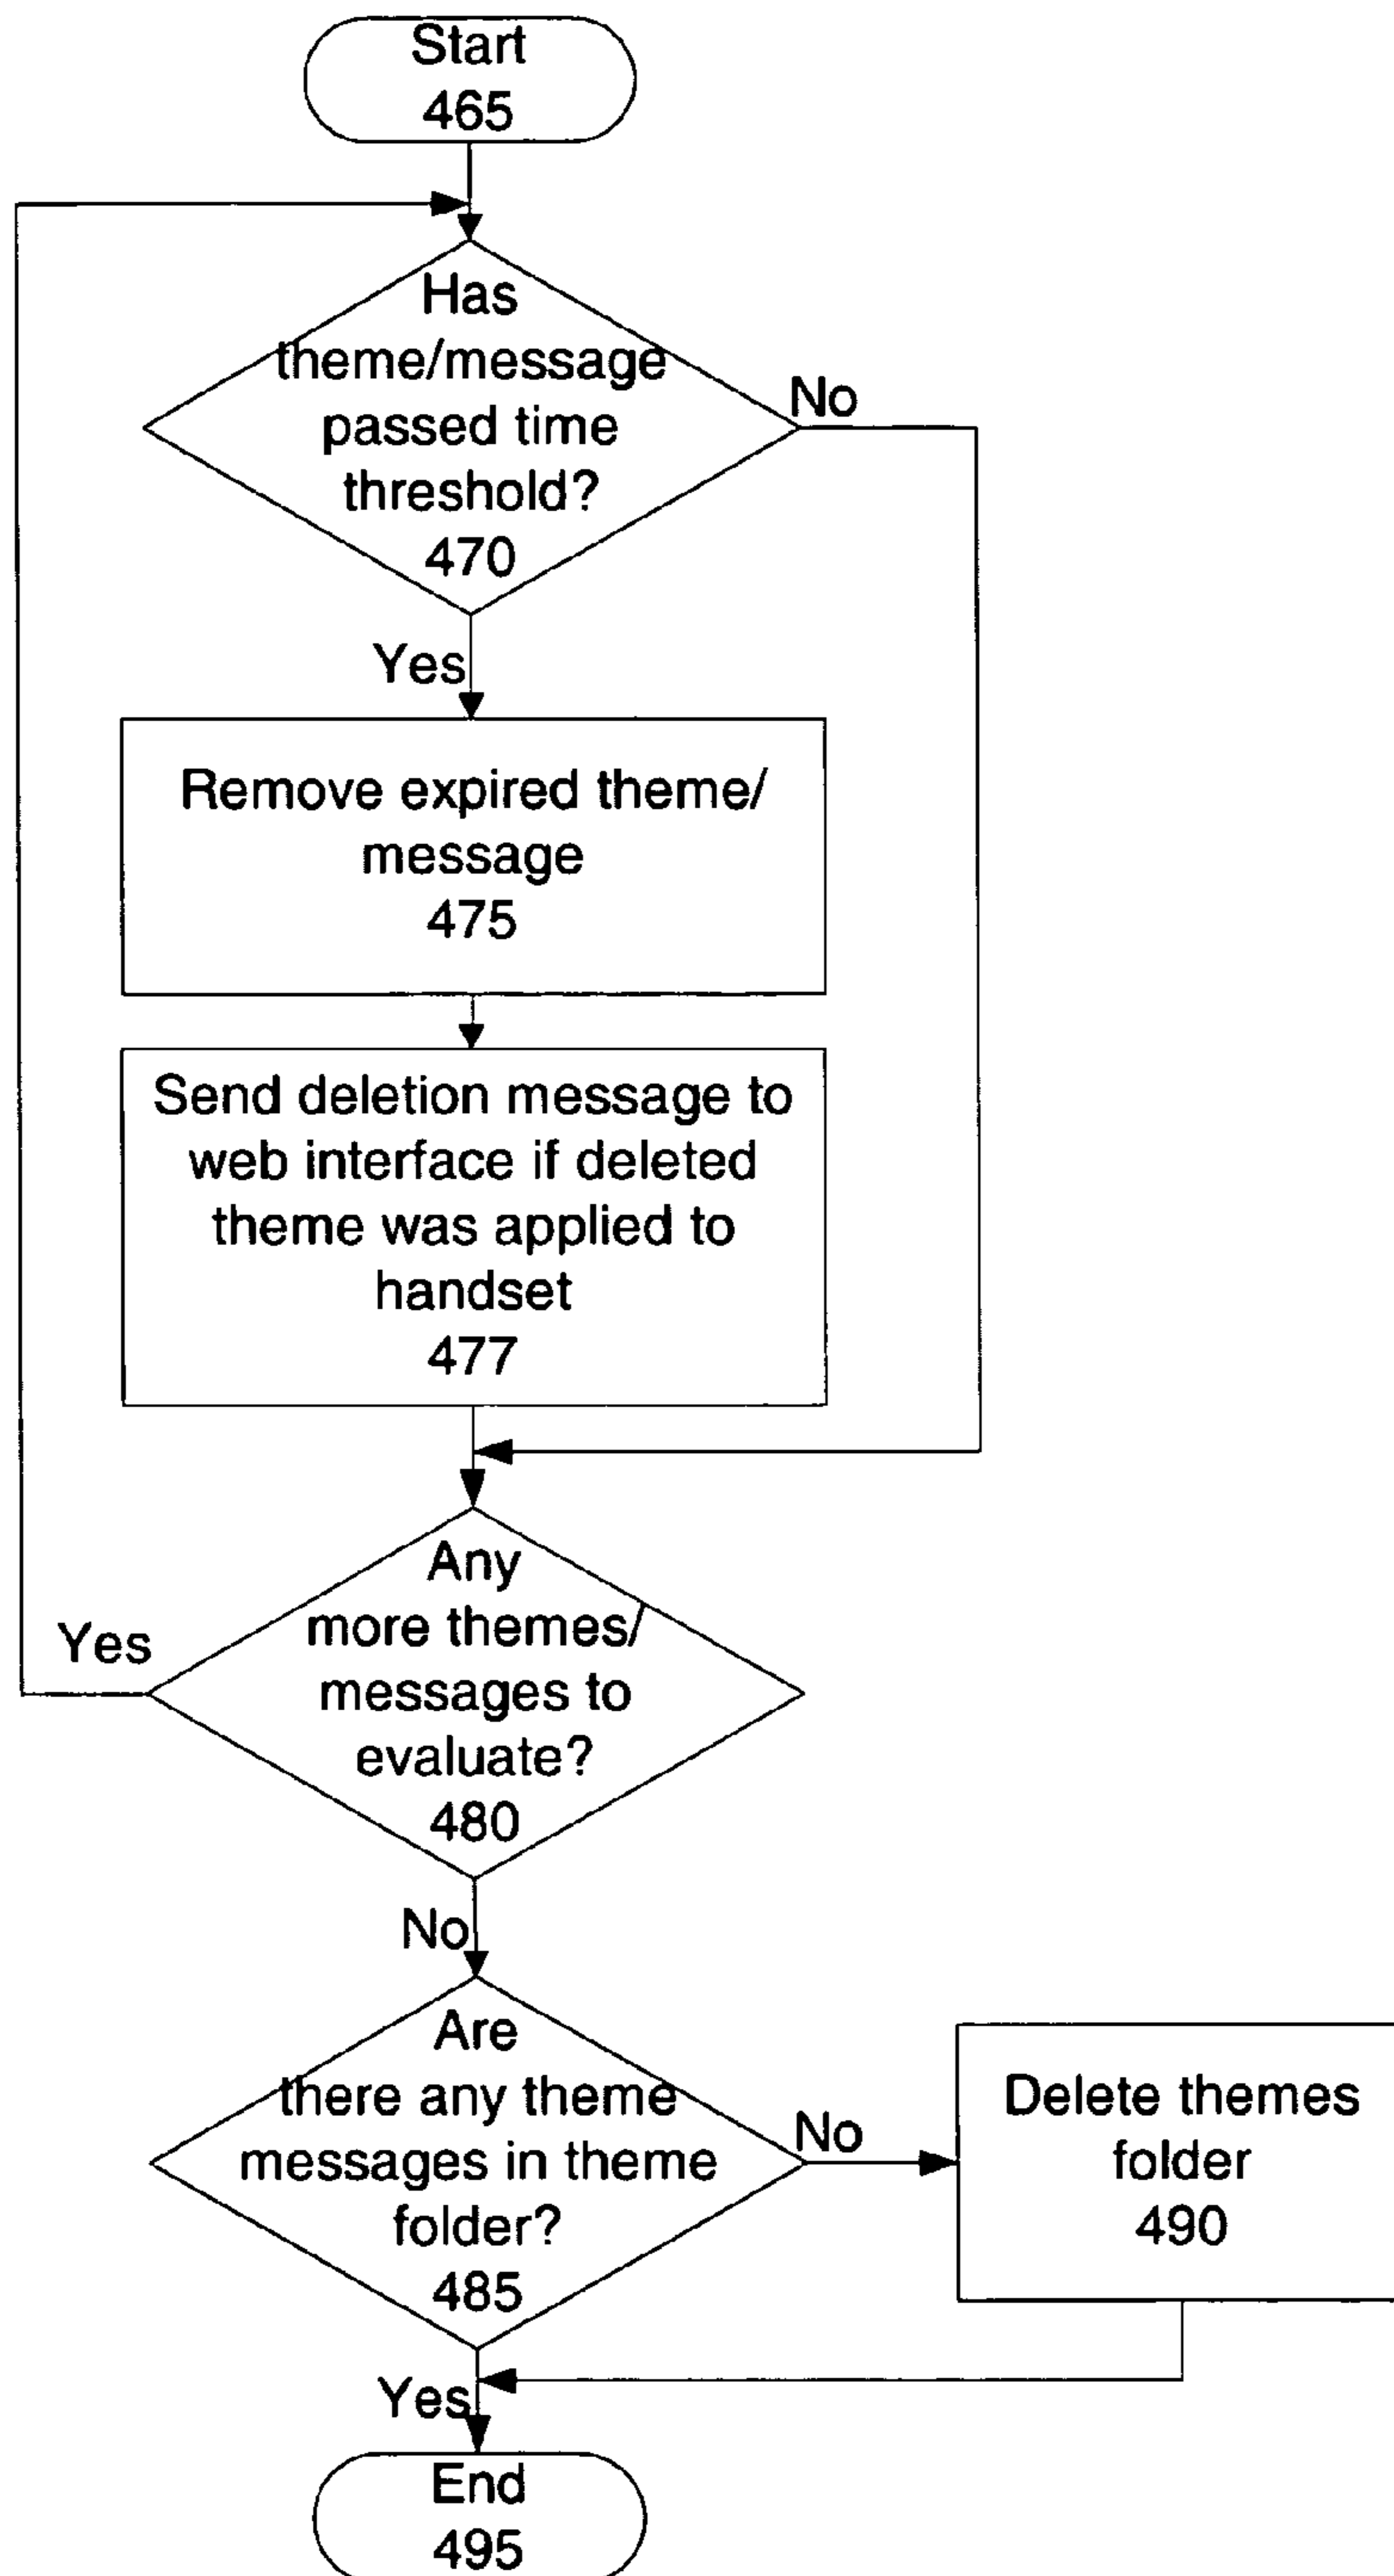 Start
465
Has
theme/message
passed time
threshold?
470
No
Yes
Remove expired theme/
message
475
Send deletion message to
web interface if deleted
theme was applied to
handset
477
Any
more themes/
messages to
evaluate?
480
Yes
No
Are
there any theme
messages in theme
folder?
485
No
Delete themes
folder
490
Yes
End
495